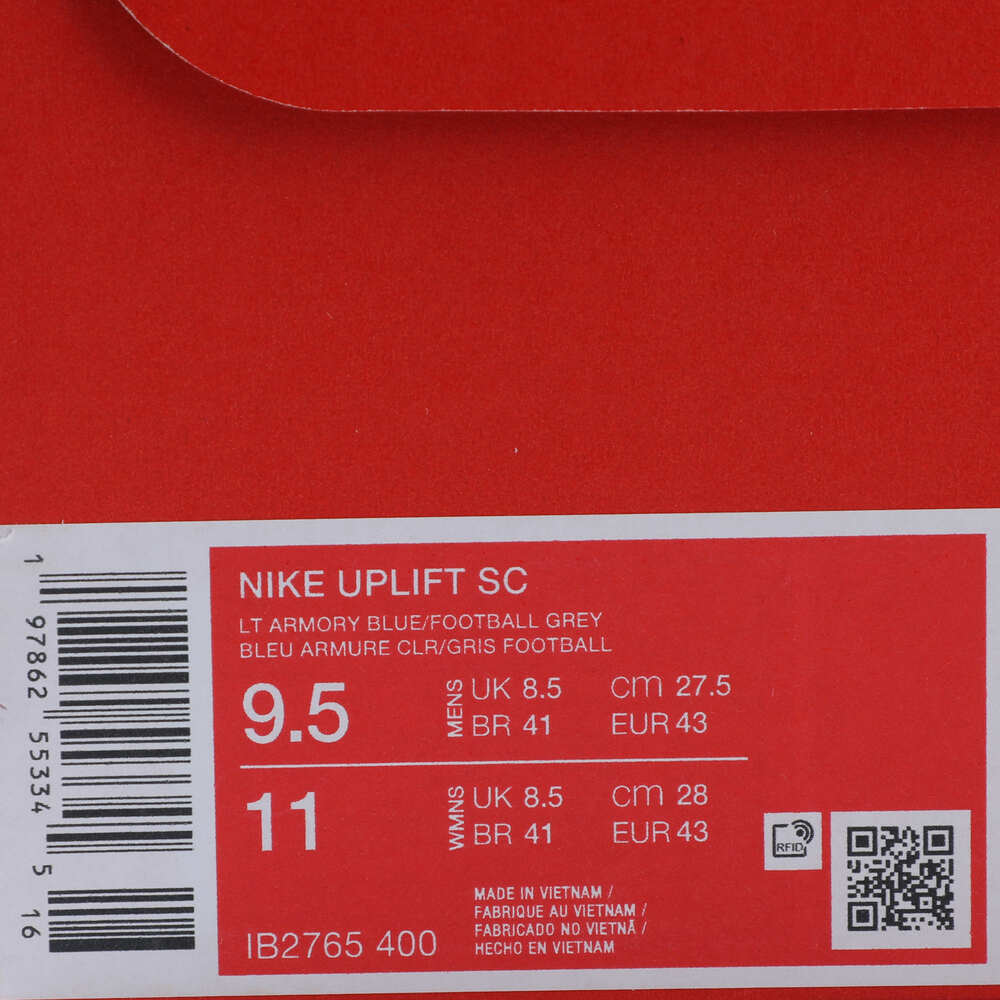 NIKE UPLIFT SC
LT ARMORY BLUE/FOOTBALL GREY
BLEU ARMURE CLR/GRIS FOOTBALL
9.5 MENS UK 8.5 cm 27.5
BR 41 EUR 43
11 WMNS UK 8.5 cm 28
BR 41 EUR 43
RFID
MADE IN VIETNAM /
FABRIQUE AU VIETNAM /
FABRICADO NO VIETNÃ /
HECHO EN VIETNAM
IB2765 400
1 97862 55334 5 16